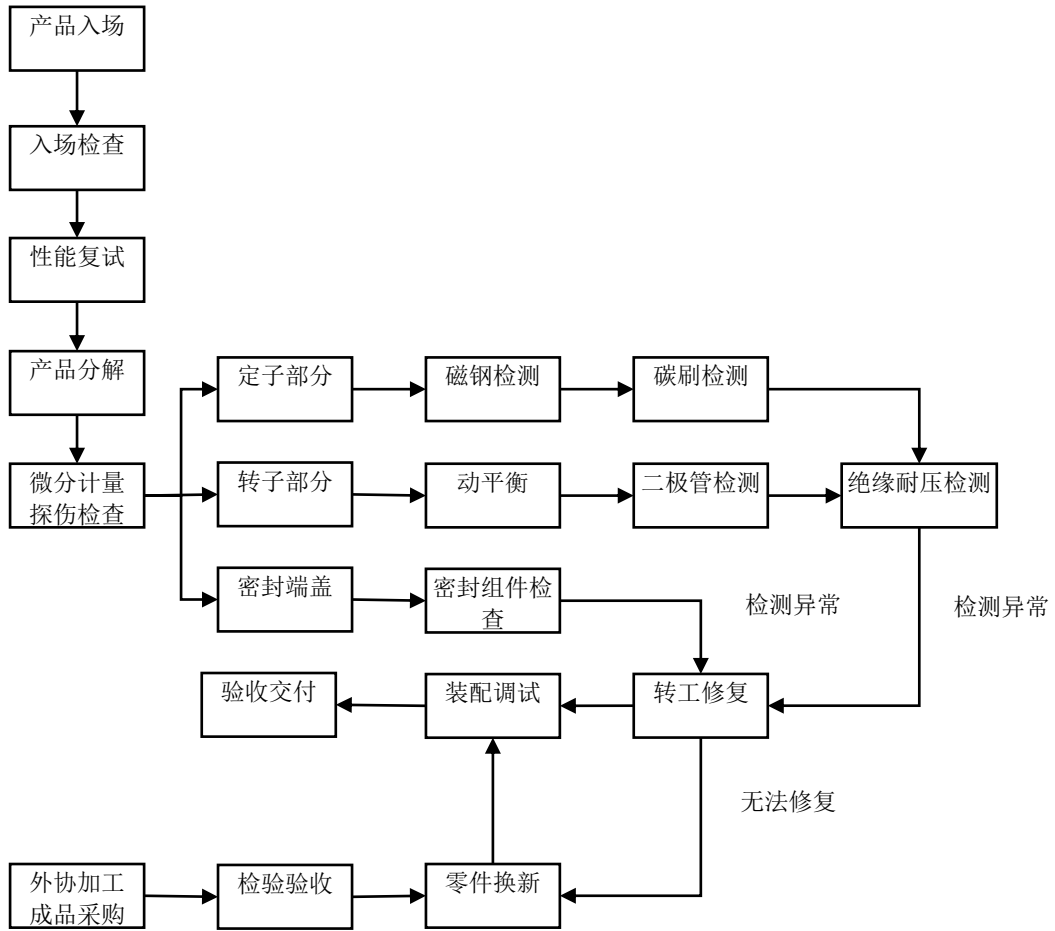 产品入场
入场检查
性能复试
产品分解
定子部分
磁钢检测
碳刷检测
微分计量
探伤检查
转子部分
动平衡
二极管检测
绝缘耐压检测
密封端盖
密封组件检
查
检测异常
检测异常
验收交付
装配调试
转工修复
无法修复
外协加工
成品采购
检验验收
零件换新